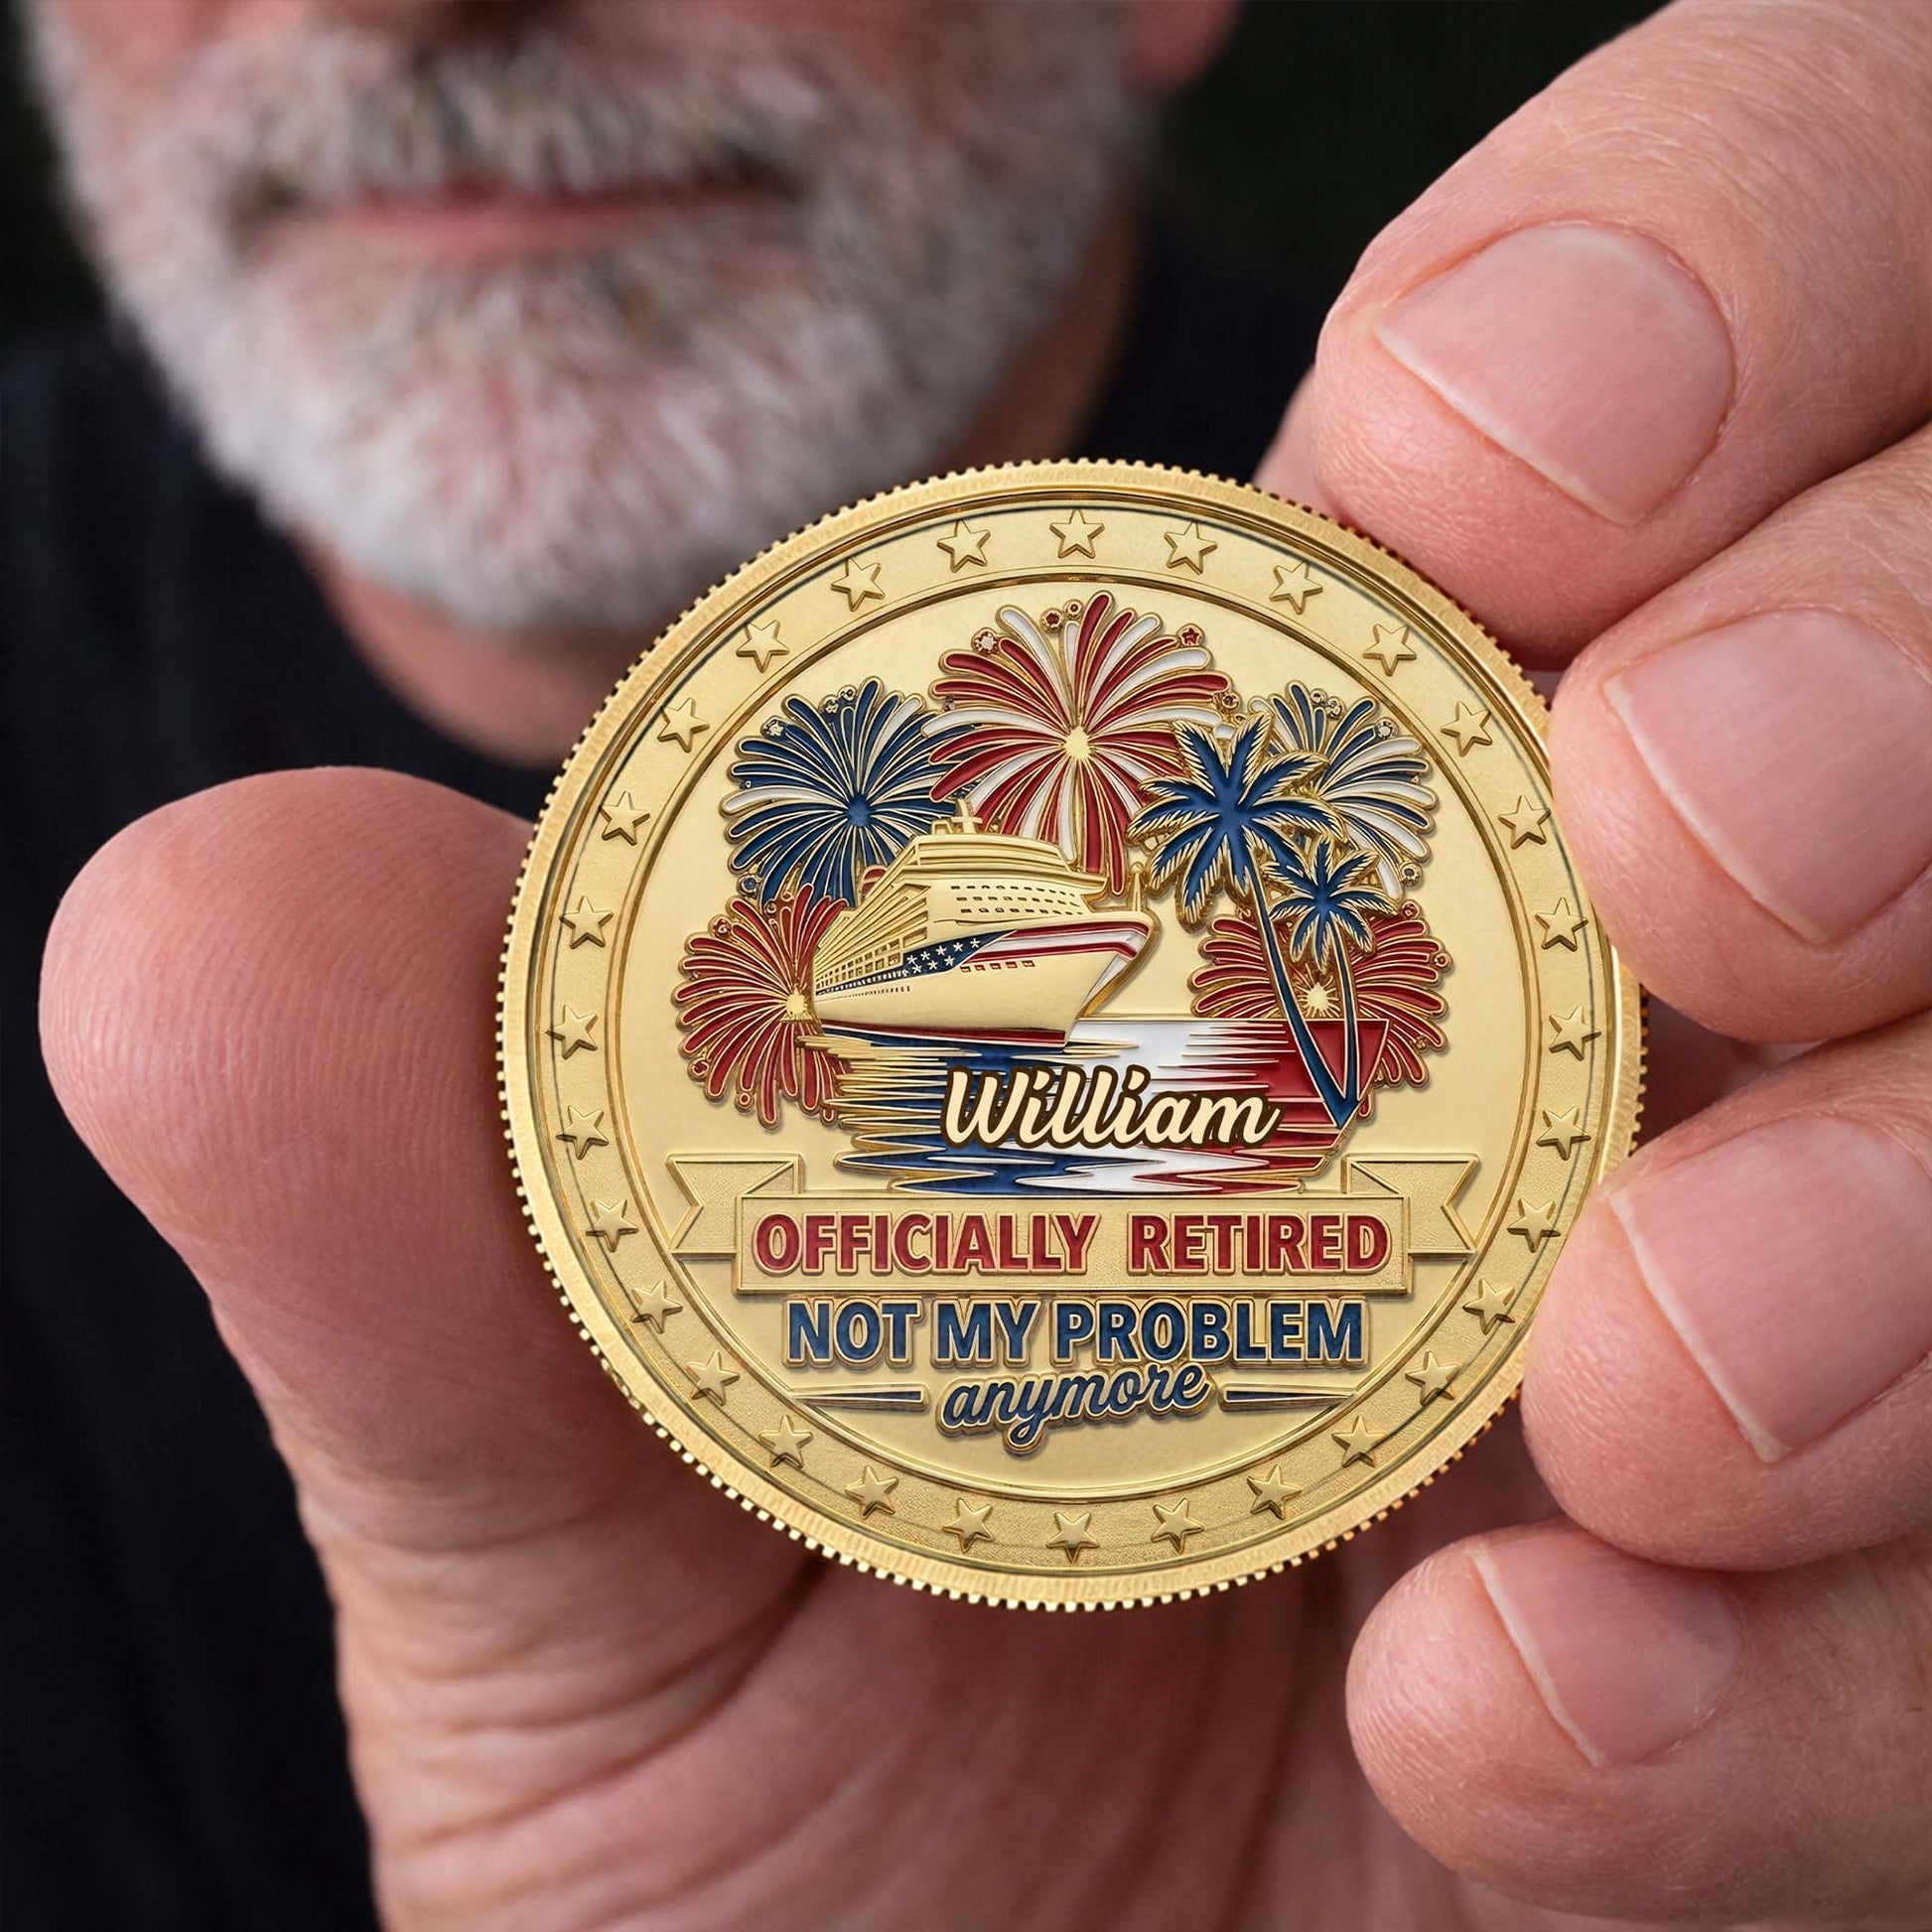 William
OFFICIALLY RETIRED
NOT MY PROBLEM
anymore